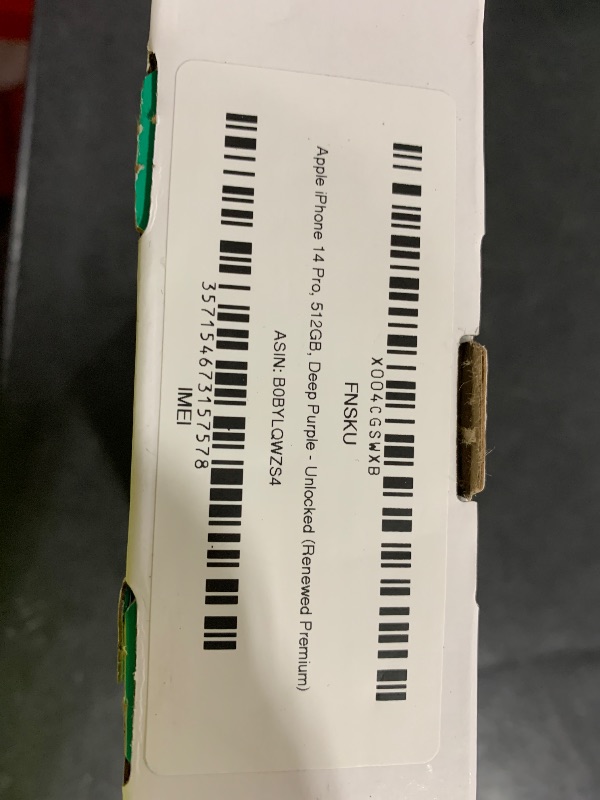 X004CGSWXB
FNSKU
Apple iPhone 14 Pro, 512GB, Deep Purple - Unlocked (Renewed Premium)
ASIN: B0BYLQWZS4
357154673157578
IMEI